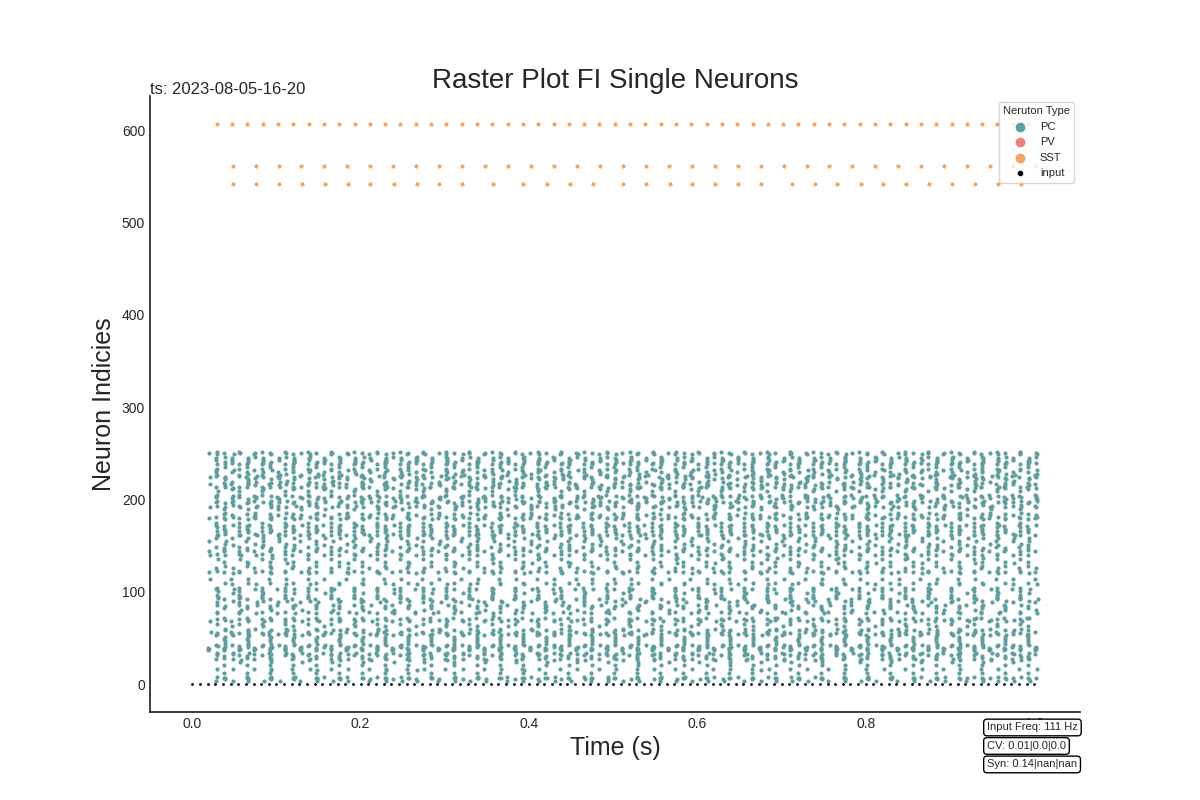 Raster Plot FI Single Neurons
ts: 2023-08-05-16-20
Neruton Type
PC
PV
SST
input
600
500
400
300
200
100
0
Neuron Indicies
0.0 0.2 0.4 0.6 0.8
Time (s)
Input Freq: 111 Hz
CV: 0.01|0.0|0.0
Syn: 0.14|nan|nan